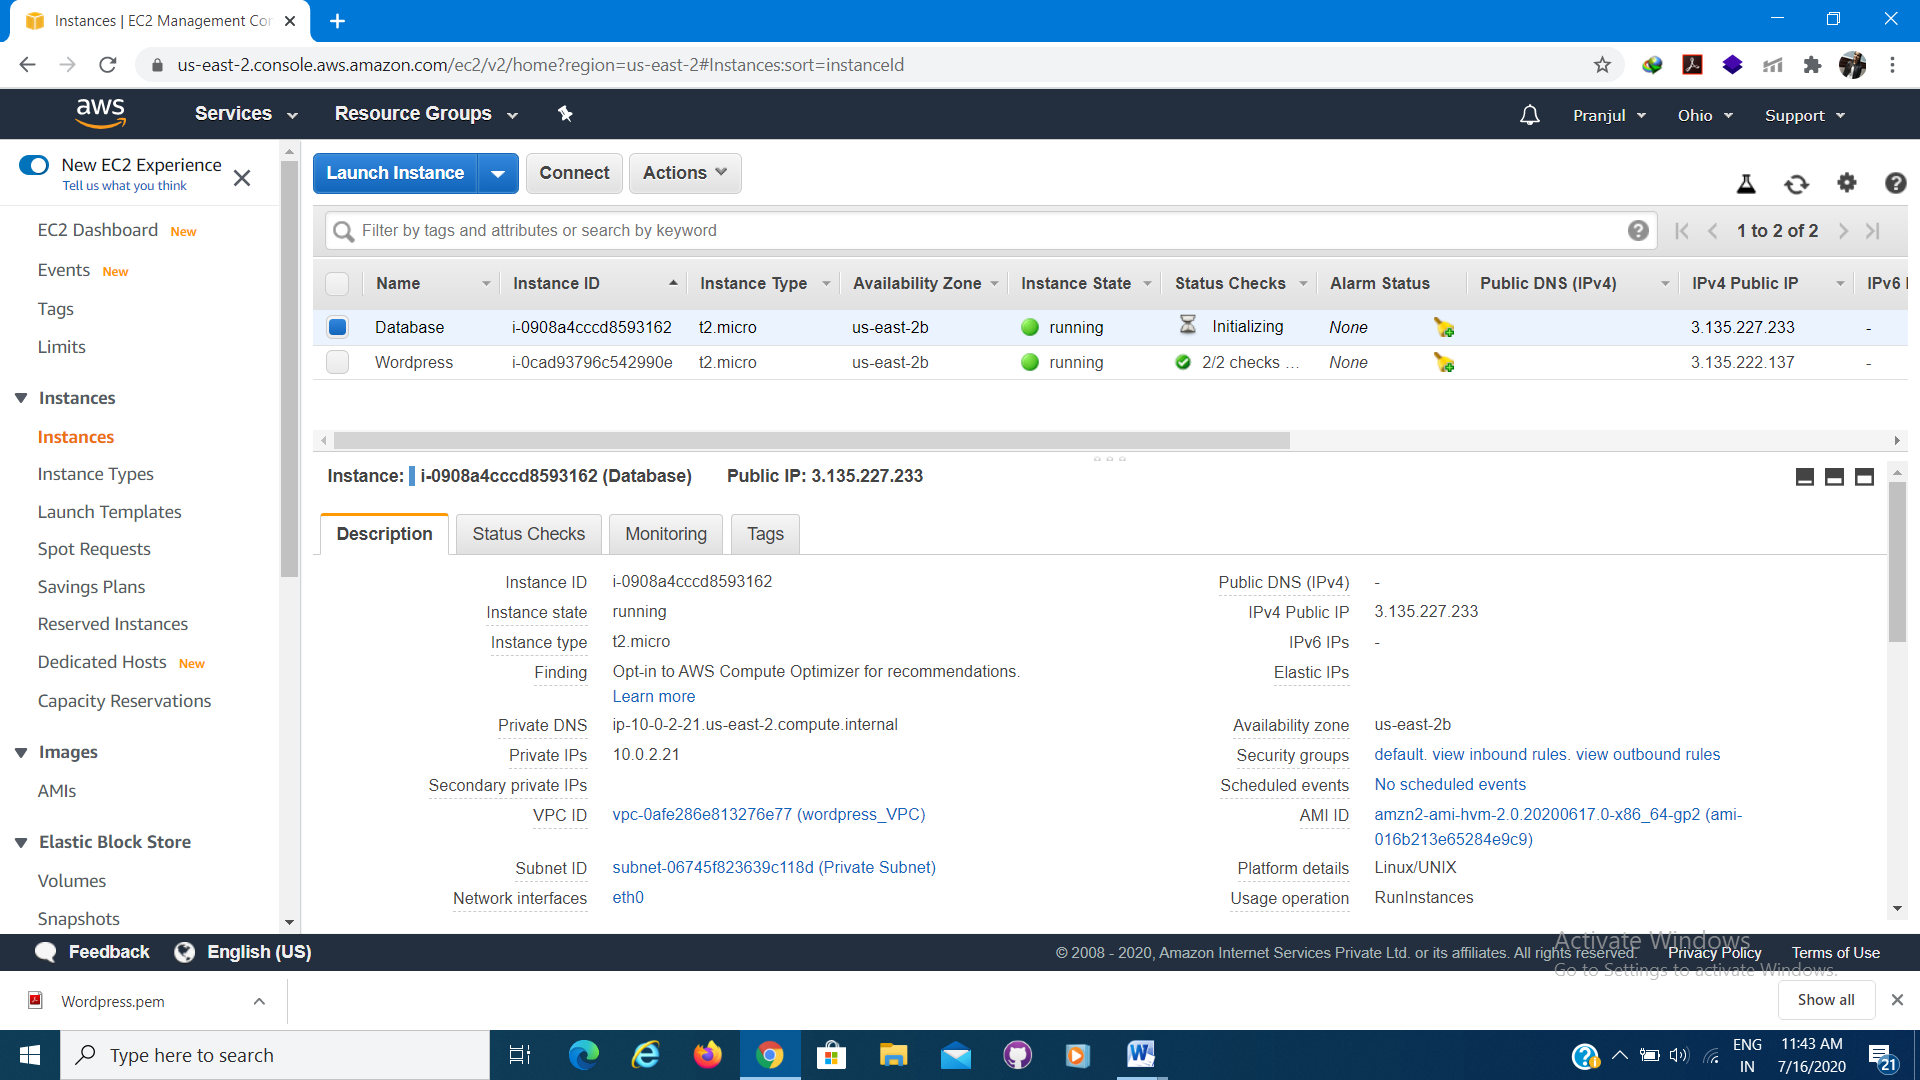 Instances | EC2 Management Con
us-east-2.console.aws.amazon.com/ec2/v2/home?region=us-east-2#Instances:sort=instanceId
aws Services Resource Groups Pranjul Ohio Support
New EC2 Experience
Tell us what you think
EC2 Dashboard New
Events New
Tags
Limits
Instances
Instances
Instance Types
Launch Templates
Spot Requests
Savings Plans
Reserved Instances
Dedicated Hosts New
Capacity Reservations
Images
AMIs
Elastic Block Store
Volumes
Snapshots
Launch Instance Connect Actions
Filter by tags and attributes or search by keyword 1 to 2 of 2
Name Instance ID Instance Type Availability Zone Instance State Status Checks Alarm Status Public DNS (IPv4) IPv4 Public IP IPv6 I
Database i-0908a4cccd8593162 t2.micro us-east-2b running Initializing None 3.135.227.233 -
Wordpress i-0cad93796c542990e t2.micro us-east-2b running 2/2 checks ... None 3.135.222.137 -
Instance: i-0908a4cccd8593162 (Database) Public IP: 3.135.227.233
Description Status Checks Monitoring Tags
Instance ID i-0908a4cccd8593162
Instance state running
Instance type t2.micro
Finding Opt-in to AWS Compute Optimizer for recommendations.
Learn more
Private DNS ip-10-0-2-21.us-east-2.compute.internal
Private IPs 10.0.2.21
Secondary private IPs
VPC ID vpc-0afe286e813276e77 (wordpress_VPC)
Subnet ID subnet-06745f823639c118d (Private Subnet)
Network interfaces eth0
Public DNS (IPv4) -
IPv4 Public IP 3.135.227.233
IPv6 IPs -
Elastic IPs
Availability zone us-east-2b
Security groups default. view inbound rules. view outbound rules
Scheduled events No scheduled events
AMI ID amzn2-ami-hvm-2.0.20200617.0-x86_64-gp2 (ami-
016b213e65284e9c9)
Platform details Linux/UNIX
Usage operation RunInstances
Feedback English (US) © 2008 - 2020, Amazon Internet Services Private Ltd. or its affiliates. All rights reserved. Privacy Policy Terms of Use
Activate Windows
Go to Settings to activate Windows.
Wordpress.pem Show all
Type here to search
ENG
IN
11:43 AM
7/16/2020
21